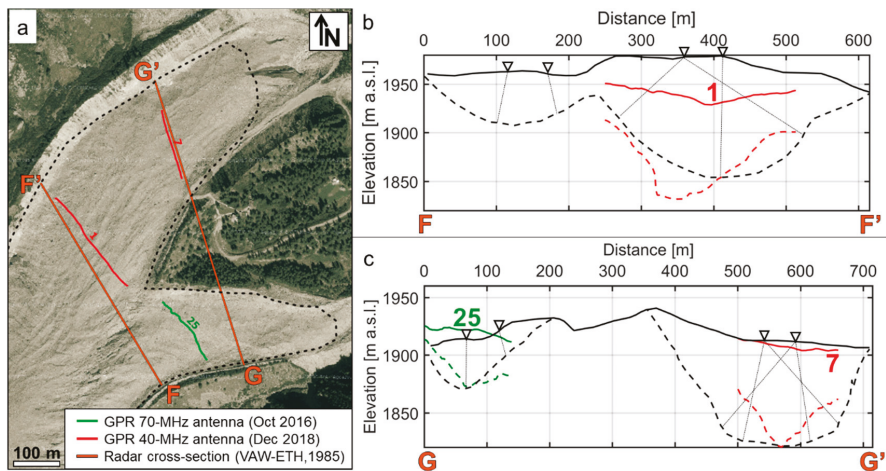 a
N
G'
7
F'
1
25
F
G
GPR 70-MHz antenna (Oct 2016)
GPR 40-MHz antenna (Dec 2018)
Radar cross-section (VAW-ETH,1985)
100 m
b
Distance [m]
0 100 200 300 400 500 600
Elevation [m a.s.l.]
1950
1900
1850
1
F F'
c
Distance [m]
0 100 200 300 400 500 600 700
Elevation [m a.s.l.]
1950
1900
1850
25
7
G G'